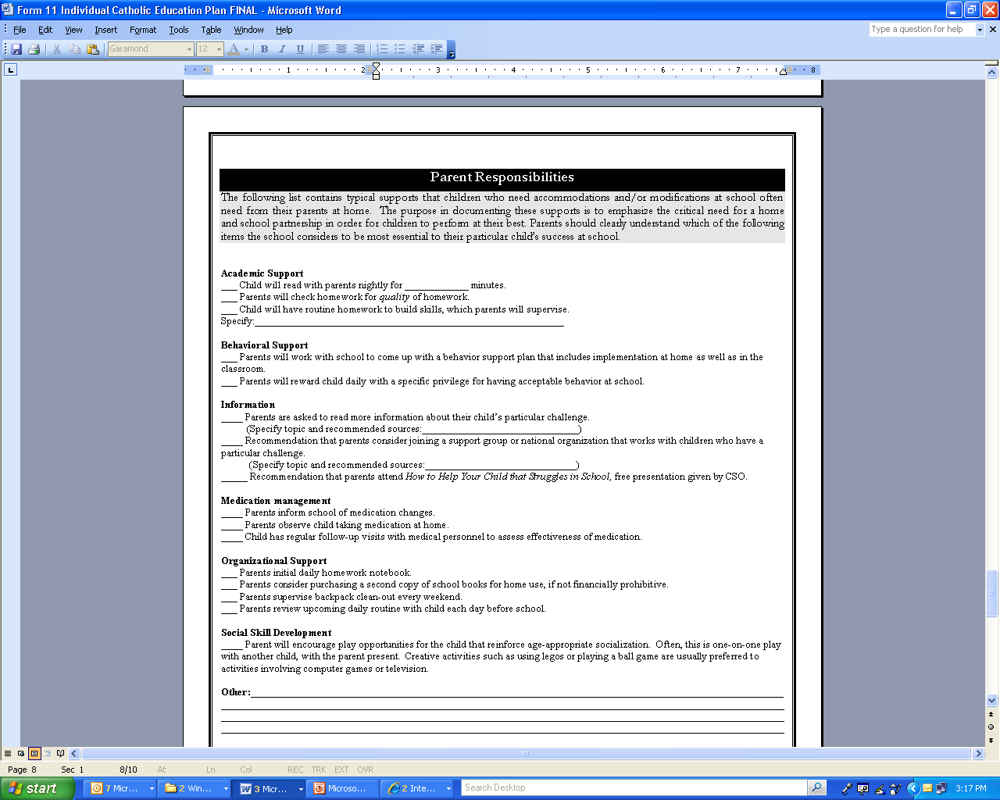 Form 11 Individual Catholic Education Plan FINAL - Microsoft Word
File Edit View Insert Format Tools Table Window Help
Type a question for help
Garamond 12 A B I U
L 1 2 3 4 5 6 7 8
Parent Responsibilities
The following list contains typical supports that children who need accommodations and/or modifications at school often
need from their parents at home. The purpose in documenting these supports is to emphasize the critical need for a home
and school partnership in order for children to perform at their best. Parents should clearly understand which of the following
items the school considers to be most essential to their particular child's success at school.
Academic Support
___ Child will read with parents nightly for ____________ minutes.
___ Parents will check homework for quality of homework.
___ Child will have routine homework to build skills, which parents will supervise.
Specify:____________________________________________________________
Behavioral Support
___ Parents will work with school to come up with a behavior support plan that includes implementation at home as well as in the
classroom.
___ Parents will reward child daily with a specific privilege for having acceptable behavior at school.
Information
____ Parents are asked to read more information about their child's particular challenge.
(Specify topic and recommended sources:______________________________)
____ Recommendation that parents consider joining a support group or national organization that works with children who have a
particular challenge.
(Specify topic and recommended sources:____________________________)
_____ Recommendation that parents attend How to Help Your Child that Struggles in School, free presentation given by CSO.
Medication management
____ Parents inform school of medication changes.
____ Parents observe child taking medication at home.
____ Child has regular follow-up visits with medical personnel to assess effectiveness of medication.
Organizational Support
___ Parents initial daily homework notebook.
___ Parents consider purchasing a second copy of school books for home use, if not financially prohibitive.
___ Parents supervise backpack clean-out every weekend.
___ Parents review upcoming daily routine with child each day before school.
Social Skill Development
____ Parent will encourage play opportunities for the child that reinforce age-appropriate socialization. Often, this is one-on-one play
with another child, with the parent present. Creative activities such as using legos or playing a ball game are usually preferred to
activities involving computer games or television.
Other:____________________________________________________________
Page 8 Sec 1 8/10 At Ln Col REC TRK EXT OVR
start 7 Micr... 2 Win... 3 Micr... Microso... 2 Inte... Search Desktop 3:17 PM